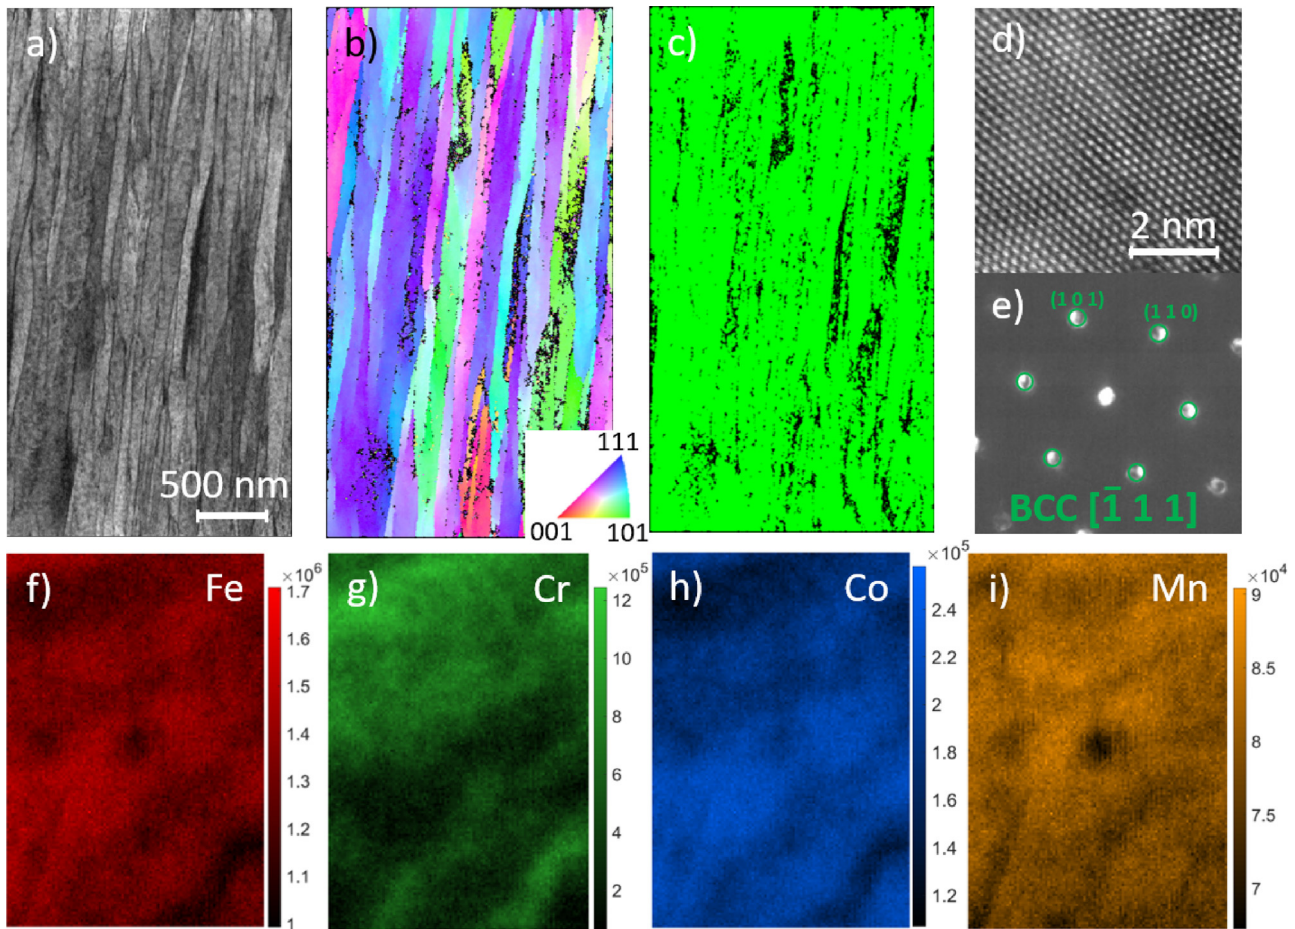 a)
500 nm
b)
111
001
101
c)
d)
2 nm
e)
(1 0 1)
(1 1 0)
BCC [1̄ 1 1]
f)
Fe
×10⁶
1.7
1.6
1.5
1.4
1.3
1.2
1.1
1
g)
Cr
×10⁵
12
10
8
6
4
2
h)
Co
×10⁵
2.4
2.2
2
1.8
1.6
1.4
1.2
i)
Mn
×10⁴
9
8.5
8
7.5
7